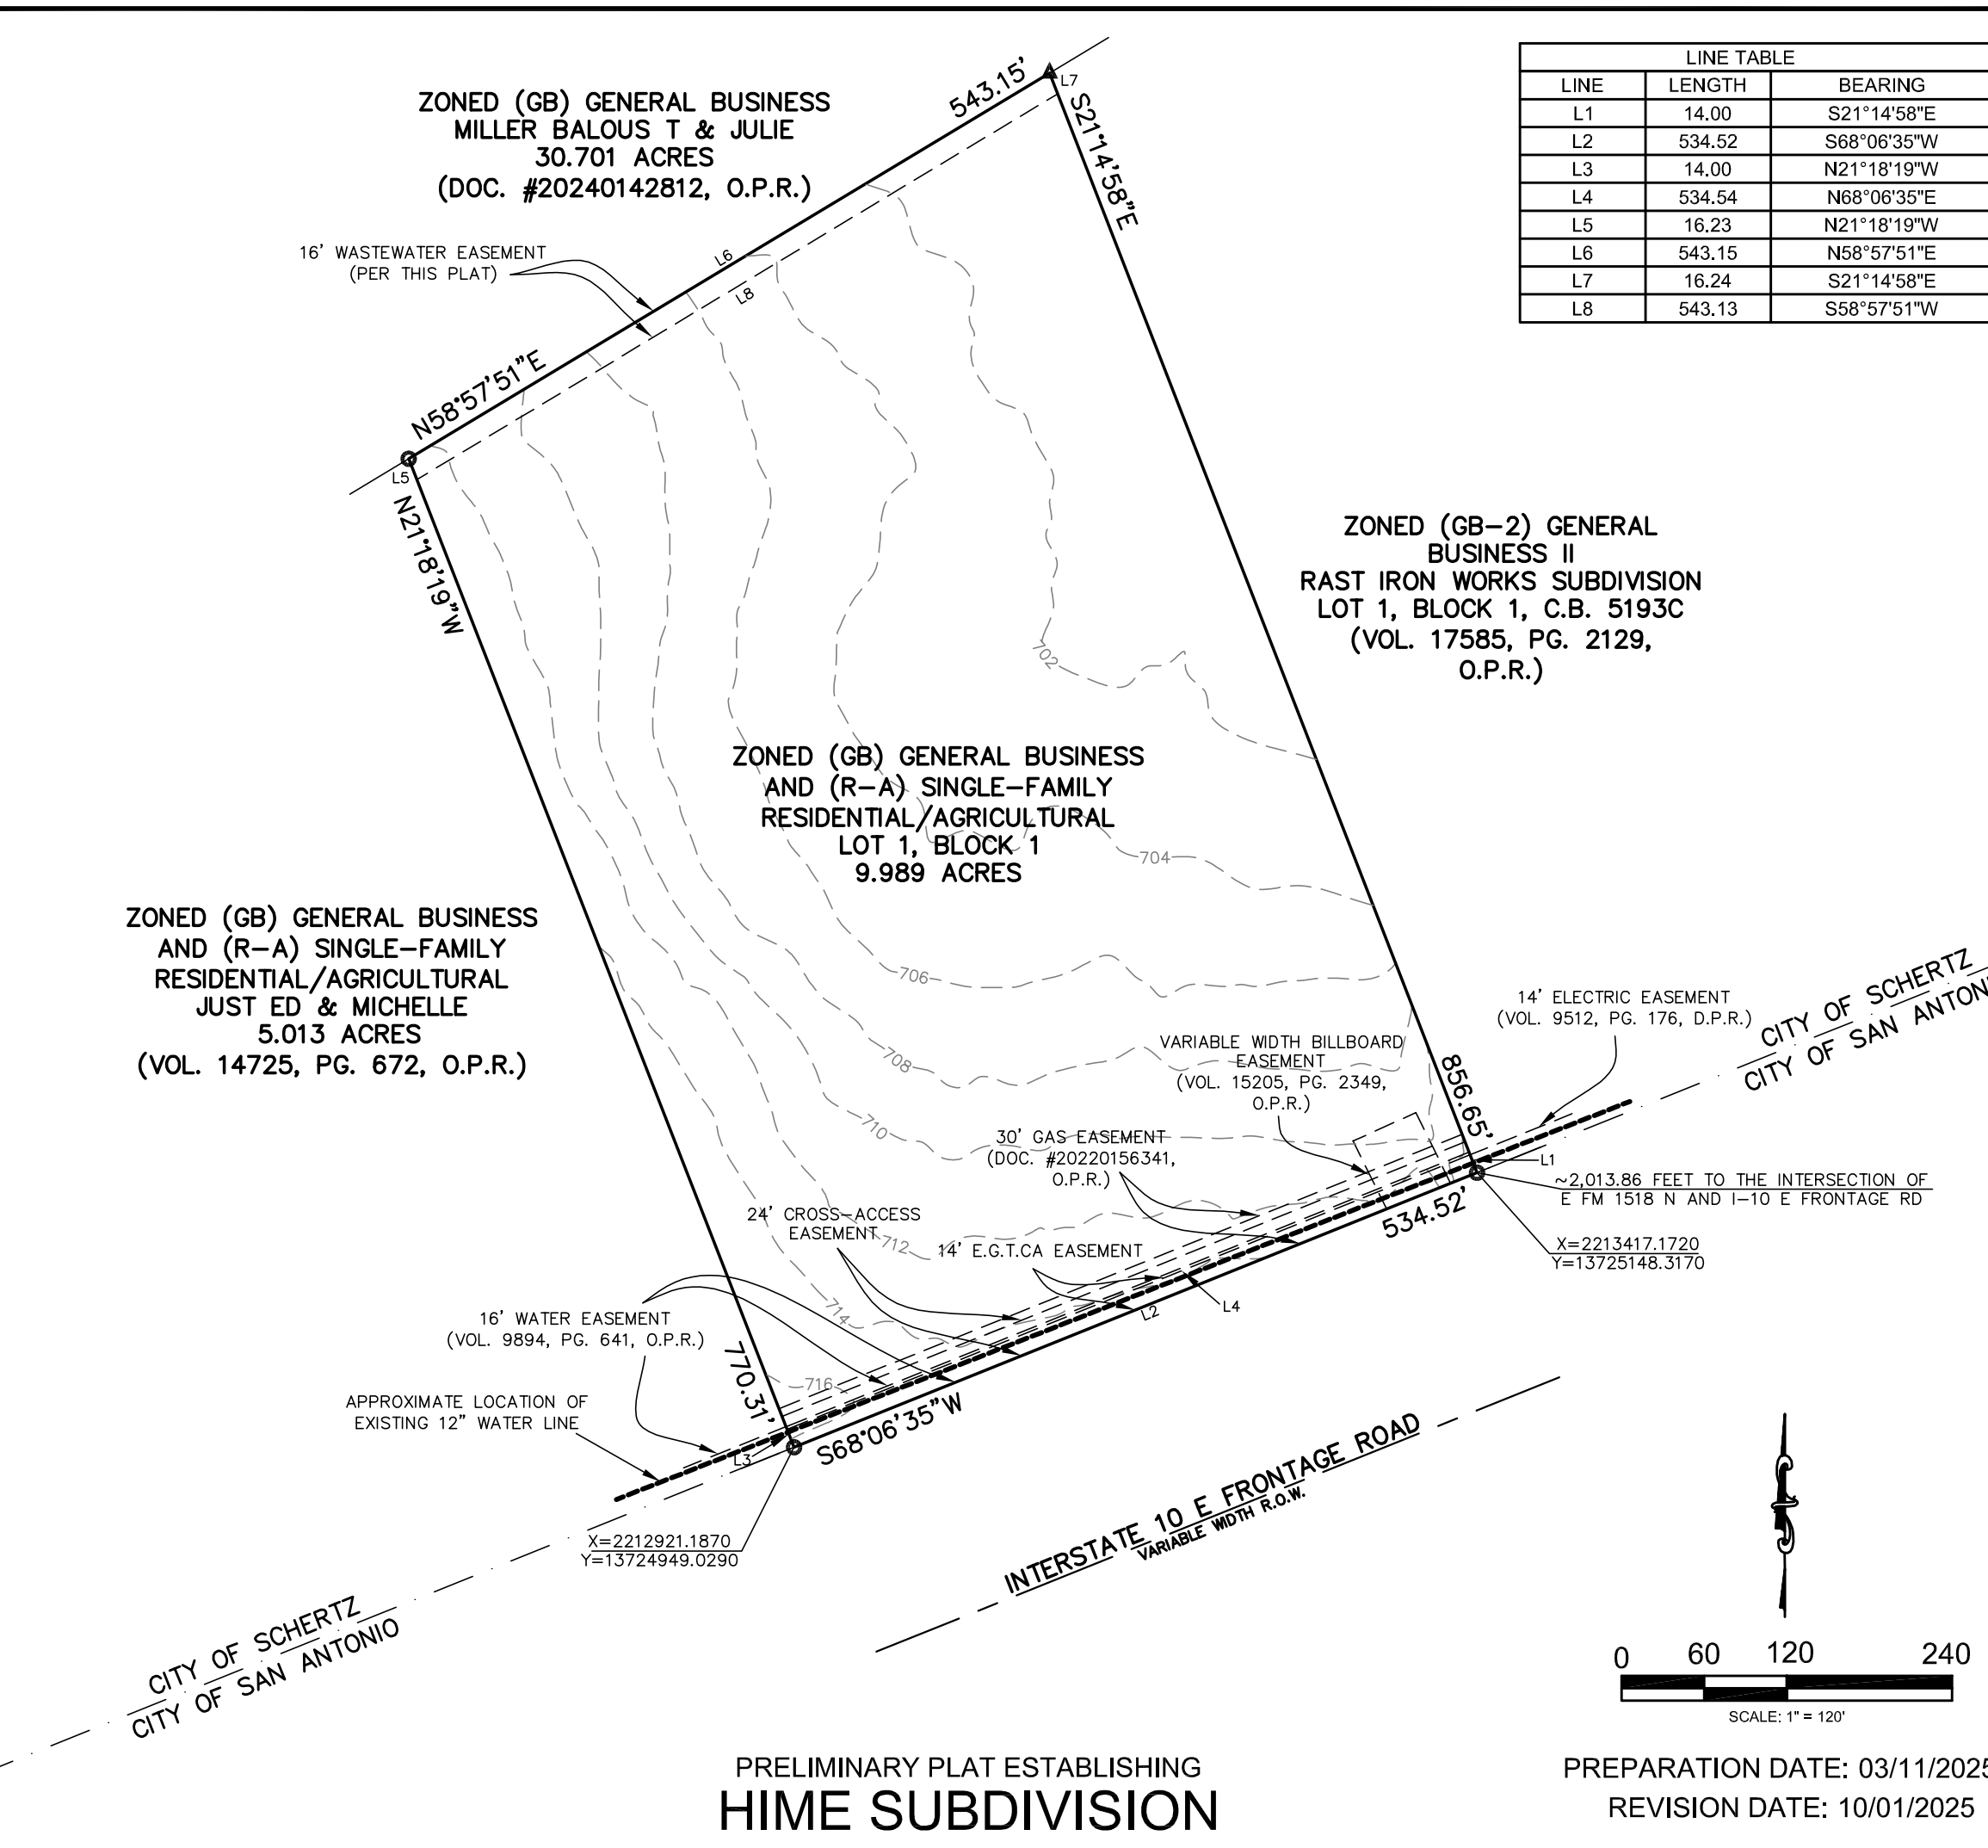 LINE TABLE
LINE LENGTH BEARING
L1 14.00 S21°14'58"E
L2 534.52 S68°06'35"W
L3 14.00 N21°18'19"W
L4 534.54 N68°06'35"E
L5 16.23 N21°18'19"W
L6 543.15 N58°57'51"E
L7 16.24 S21°14'58"E
L8 543.13 S58°57'51"W
ZONED (GB) GENERAL BUSINESS
MILLER BALOUS T & JULIE
30.701 ACRES
(DOC. #20240142812, O.P.R.)
543.15'
L7
S21°14'58"E
16' WASTEWATER EASEMENT
(PER THIS PLAT)
L6
L8
N58°57'51"E
L5
N21°18'19"W
ZONED (GB-2) GENERAL
BUSINESS II
RAST IRON WORKS SUBDIVISION
LOT 1, BLOCK 1, C.B. 5193C
(VOL. 17585, PG. 2129,
O.P.R.)
702
ZONED (GB) GENERAL BUSINESS
AND (R-A) SINGLE-FAMILY
RESIDENTIAL/AGRICULTURAL
LOT 1, BLOCK 1
9.989 ACRES
704
ZONED (GB) GENERAL BUSINESS
AND (R-A) SINGLE-FAMILY
RESIDENTIAL/AGRICULTURAL
JUST ED & MICHELLE
5.013 ACRES
(VOL. 14725, PG. 672, O.P.R.)
706
14' ELECTRIC EASEMENT
(VOL. 9512, PG. 176, D.P.R.)
CITY OF SCHERTZ
CITY OF SAN ANTON
VARIABLE WIDTH BILLBOARD
EASEMENT
(VOL. 15205, PG. 2349,
O.P.R.)
856.65'
708
710
30' GAS EASEMENT
(DOC. #20220156341,
O.P.R.)
L1
~2,013.86 FEET TO THE INTERSECTION OF
E FM 1518 N AND I-10 E FRONTAGE RD
534.52'
24' CROSS-ACCESS
EASEMENT
712
14' E.G.T.CA EASEMENT
X=2213417.1720
Y=13725148.3170
714
L4
L2
16' WATER EASEMENT
(VOL. 9894, PG. 641, O.P.R.)
770.31'
716
APPROXIMATE LOCATION OF
EXISTING 12" WATER LINE
S68°06'35"W
L3
INTERSTATE 10 E FRONTAGE ROAD
VARIABLE WIDTH R.O.W.
X=2212921.1870
Y=13724949.0290
CITY OF SCHERTZ
CITY OF SAN ANTONIO
0 60 120 240
SCALE: 1" = 120'
PRELIMINARY PLAT ESTABLISHING
HIME SUBDIVISION
PREPARATION DATE: 03/11/2025
REVISION DATE: 10/01/2025